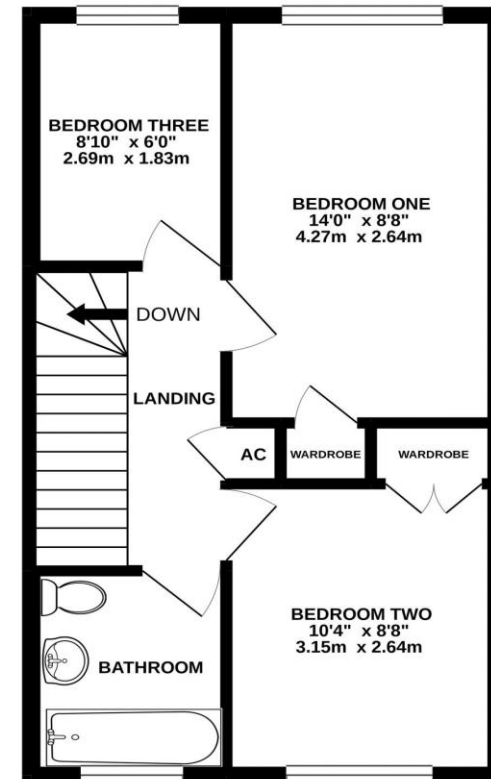 BEDROOM THREE
8'10" x 6'0"
2.69m x 1.83m
BEDROOM ONE
14'0" x 8'8"
4.27m x 2.64m
DOWN
LANDING
AC
WARDROBE
WARDROBE
BEDROOM TWO
10'4" x 8'8"
3.15m x 2.64m
BATHROOM